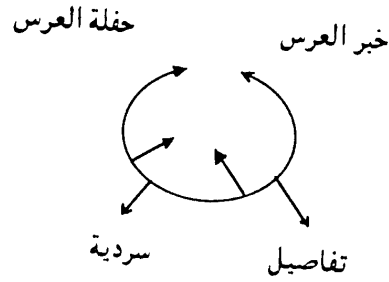 خبر العرس
حفلة العرس
تفاصيل
سردية